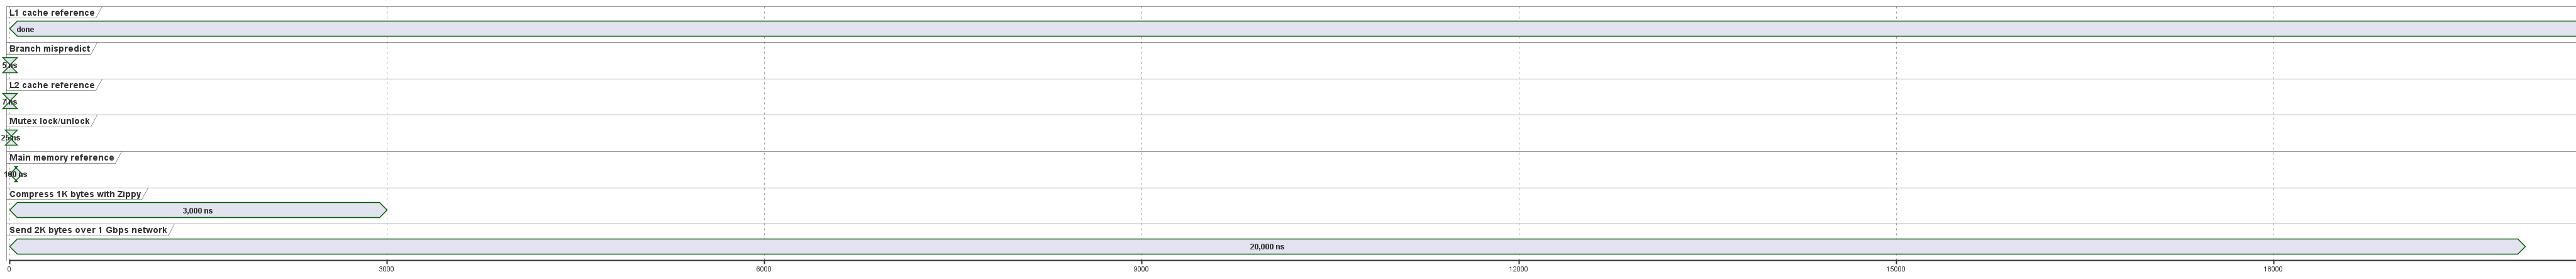 L1 cache reference
done
Branch mispredict
5 ns
L2 cache reference
7 ns
Mutex lock/unlock
25 ns
Main memory reference
100 ns
Compress 1K bytes with Zippy
3,000 ns
Send 2K bytes over 1 Gbps network
20,000 ns
0 3000 6000 9000 12000 15000 18000